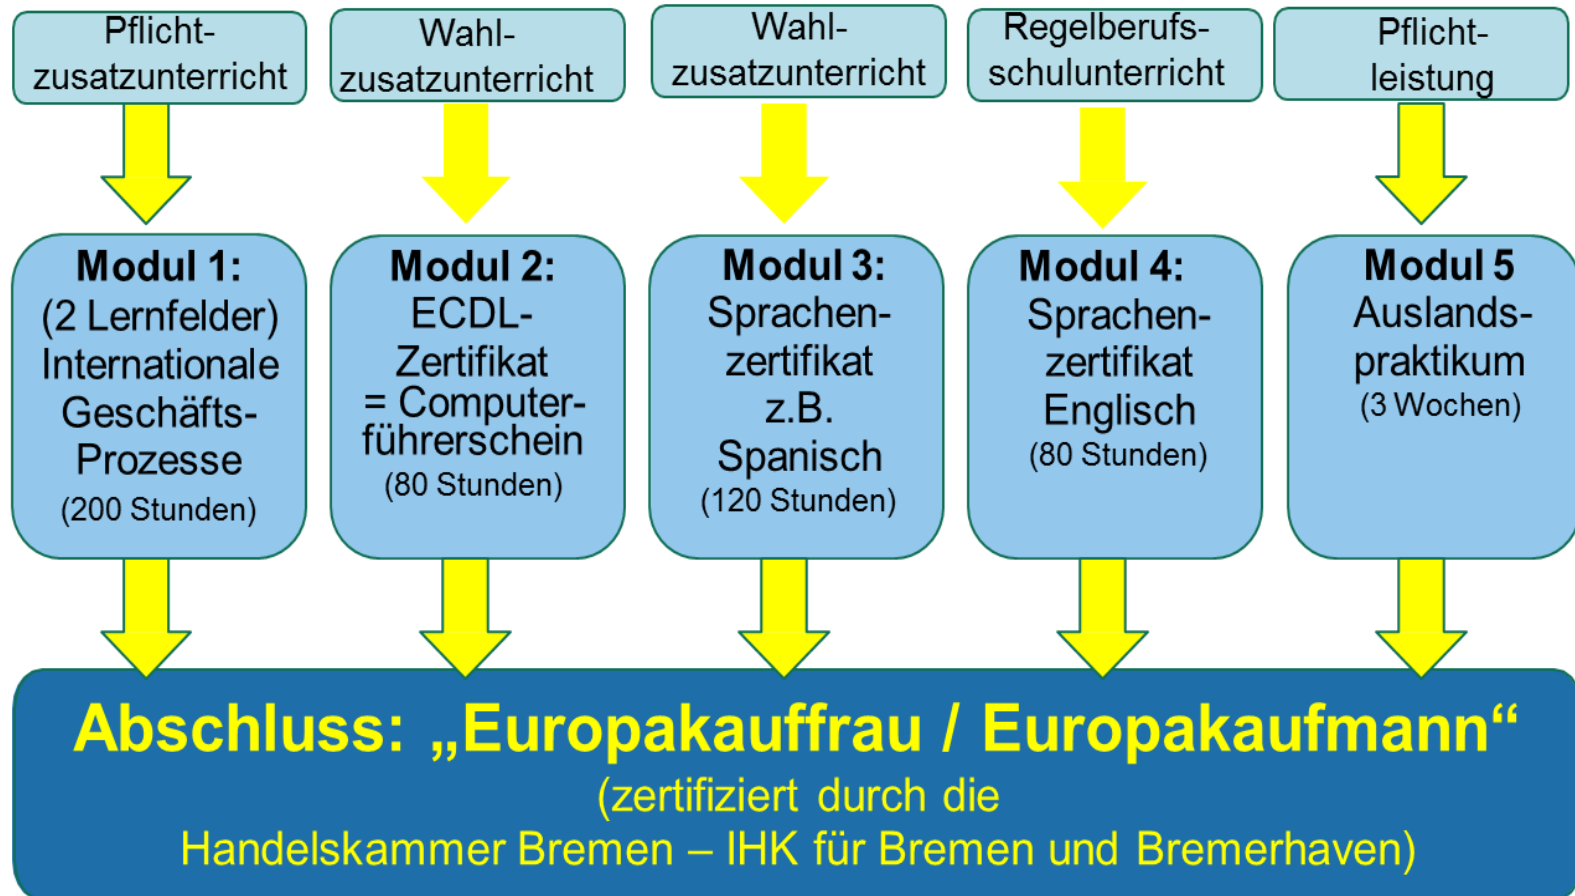 Pflicht-
zusatzunterricht
Wahl-
zusatzunterricht
Wahl-
zusatzunterricht
Regelberufs-
schulunterricht
Pflicht-
leistung
Modul 1:
(2 Lernfelder)
Internationale
Geschäfts-
Prozesse
(200 Stunden)
Modul 2:
ECDL-
Zertifikat
= Computer-
führerschein
(80 Stunden)
Modul 3:
Sprachen-
zertifikat
z.B.
Spanisch
(120 Stunden)
Modul 4:
Sprachen-
zertifikat
Englisch
(80 Stunden)
Modul 5
Auslands-
praktikum
(3 Wochen)
Abschluss: „Europakauffrau / Europakaufmann“
(zertifiziert durch die
Handelskammer Bremen – IHK für Bremen und Bremerhaven)